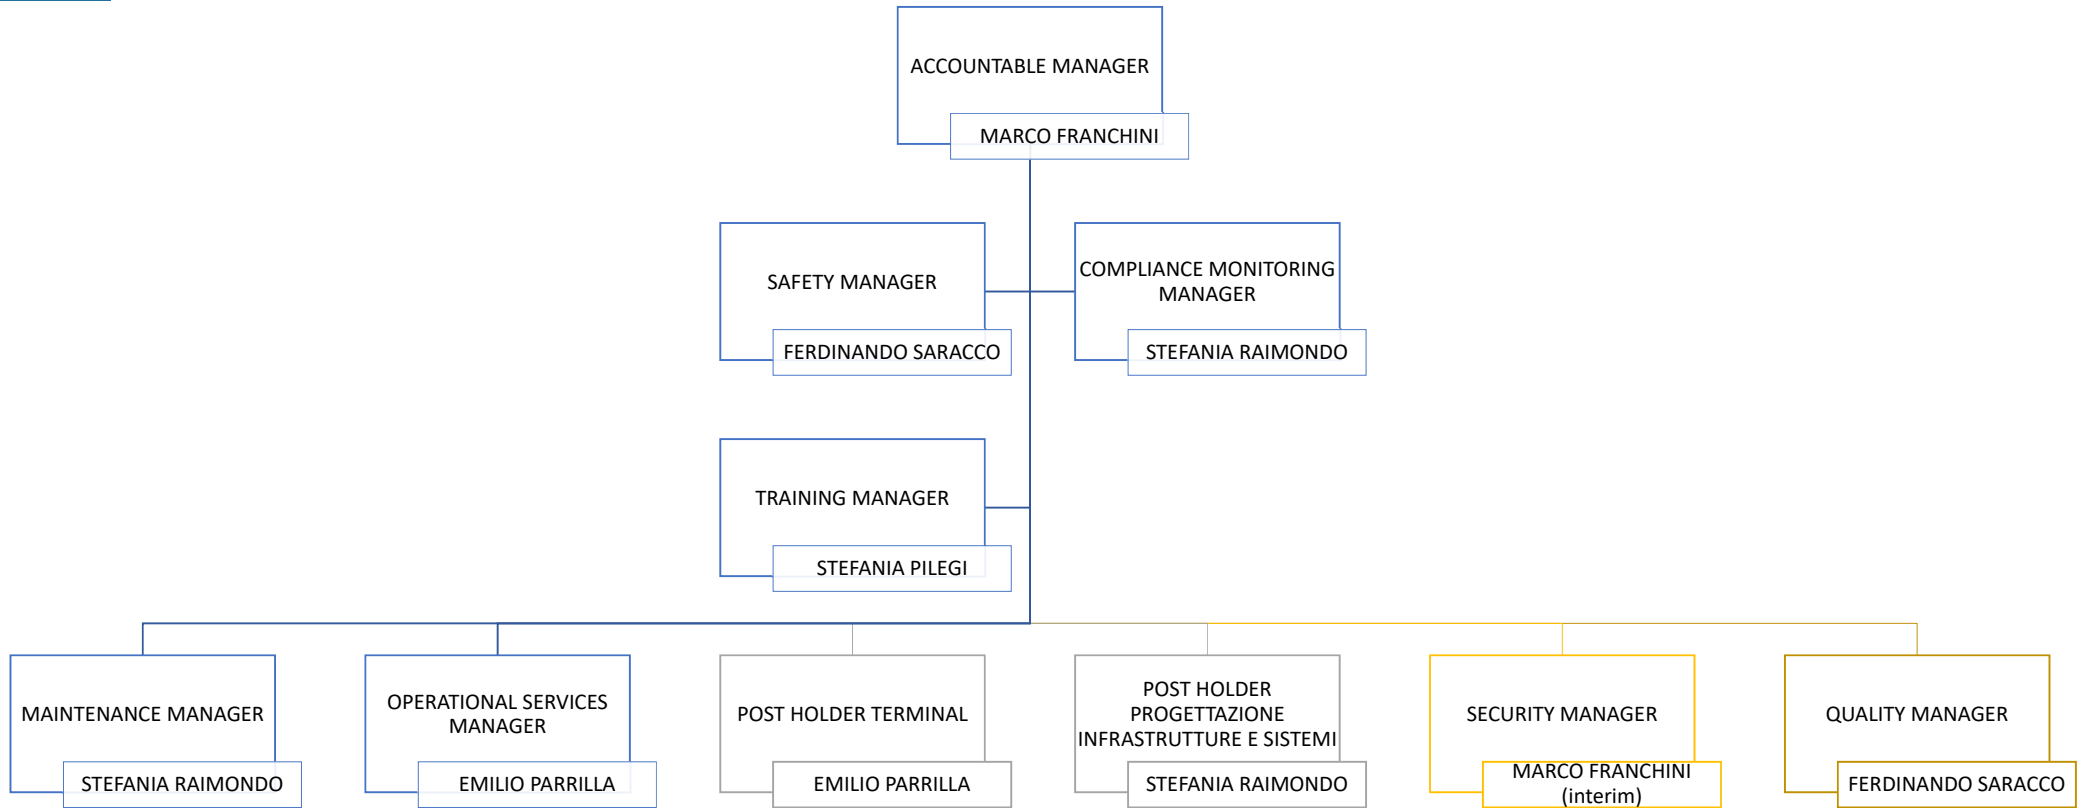 ACCOUNTABLE MANAGER
MARCO FRANCHINI
SAFETY MANAGER
FERDINANDO SARACCO
COMPLIANCE MONITORING
MANAGER
STEFANIA RAIMONDO
TRAINING MANAGER
STEFANIA PILEGI
MAINTENANCE MANAGER
STEFANIA RAIMONDO
OPERATIONAL SERVICES
MANAGER
EMILIO PARRILLA
POST HOLDER TERMINAL
EMILIO PARRILLA
POST HOLDER
PROGETTAZIONE
INFRASTRUTTURE E SISTEMI
STEFANIA RAIMONDO
SECURITY MANAGER
MARCO FRANCHINI
(interim)
QUALITY MANAGER
FERDINANDO SARACCO